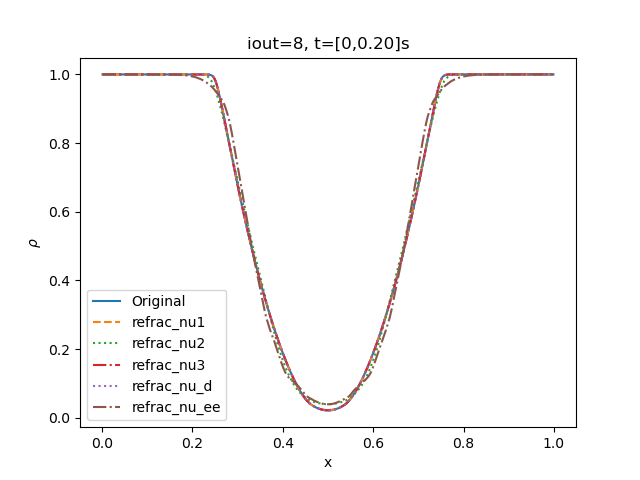 iout=8, t=[0,0.20]s
1.0
0.8
0.6
0.4
0.2
0.0
ρ
Original
refrac_nu1
refrac_nu2
refrac_nu3
refrac_nu_d
refrac_nu_ee
0.0 0.2 0.4 0.6 0.8 1.0
x